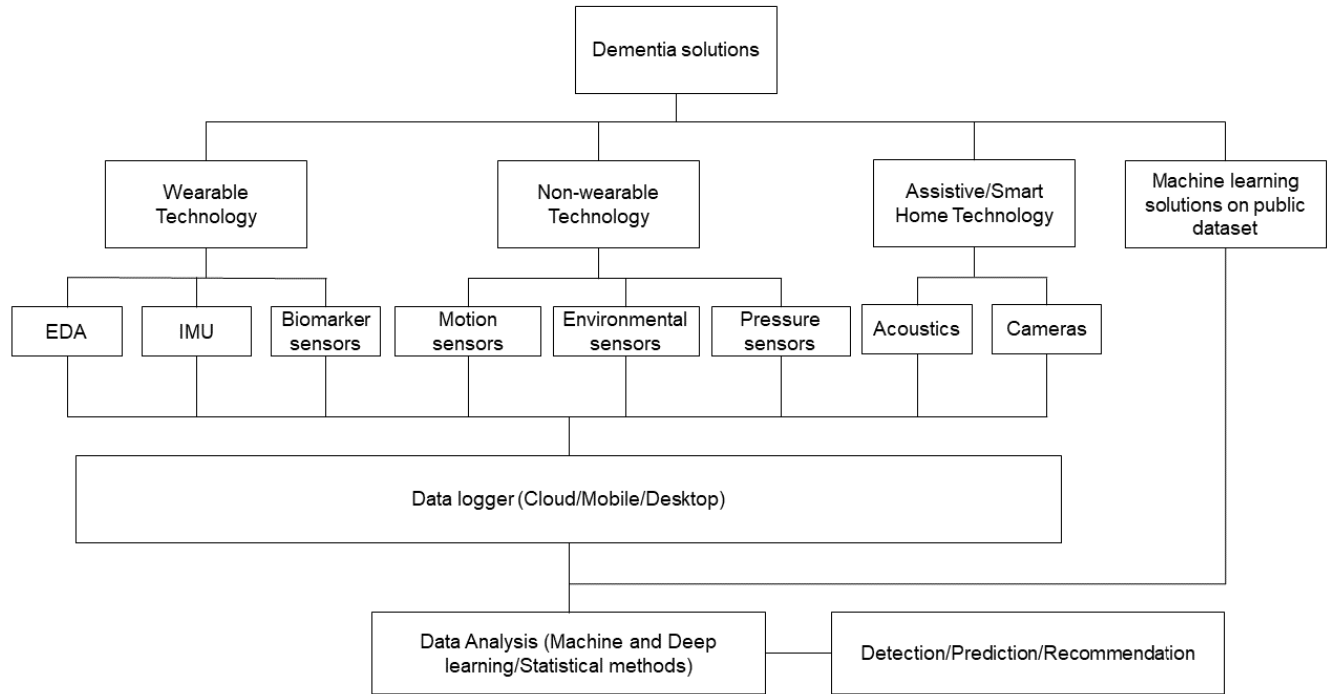 Dementia solutions
Wearable
Technology
Non-wearable
Technology
Assistive/Smart
Home Technology
Machine learning
solutions on public
dataset
EDA
IMU
Biomarker
sensors
Motion
sensors
Environmental
sensors
Pressure
sensors
Acoustics
Cameras
Data logger (Cloud/Mobile/Desktop)
Data Analysis (Machine and Deep
learning/Statistical methods)
Detection/Prediction/Recommendation